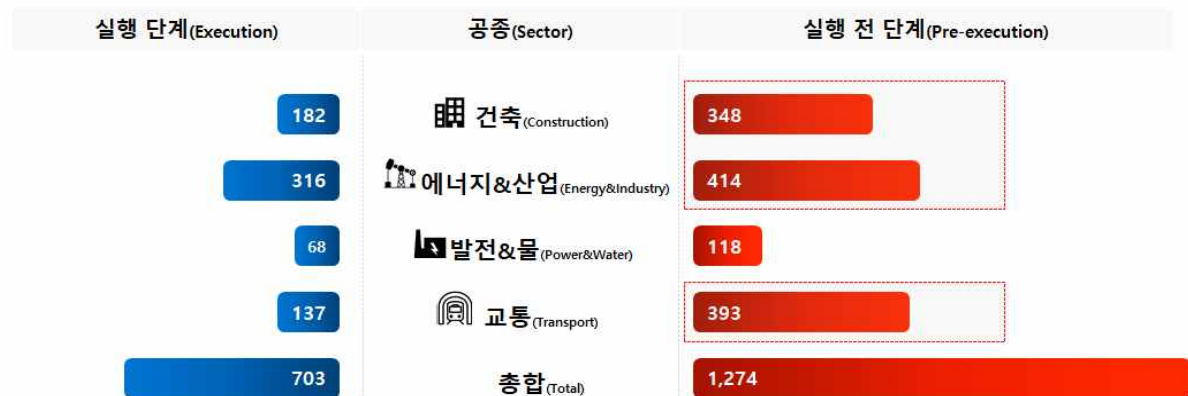 실행 단계(Execution) 공종(Sector) 실행 전 단계(Pre-execution)
182 건축(Construction) 348
316 에너지&산업(Energy&Industry) 414
68 발전&물(Power&Water) 118
137 교통(Transport) 393
703 총합(Total) 1,274